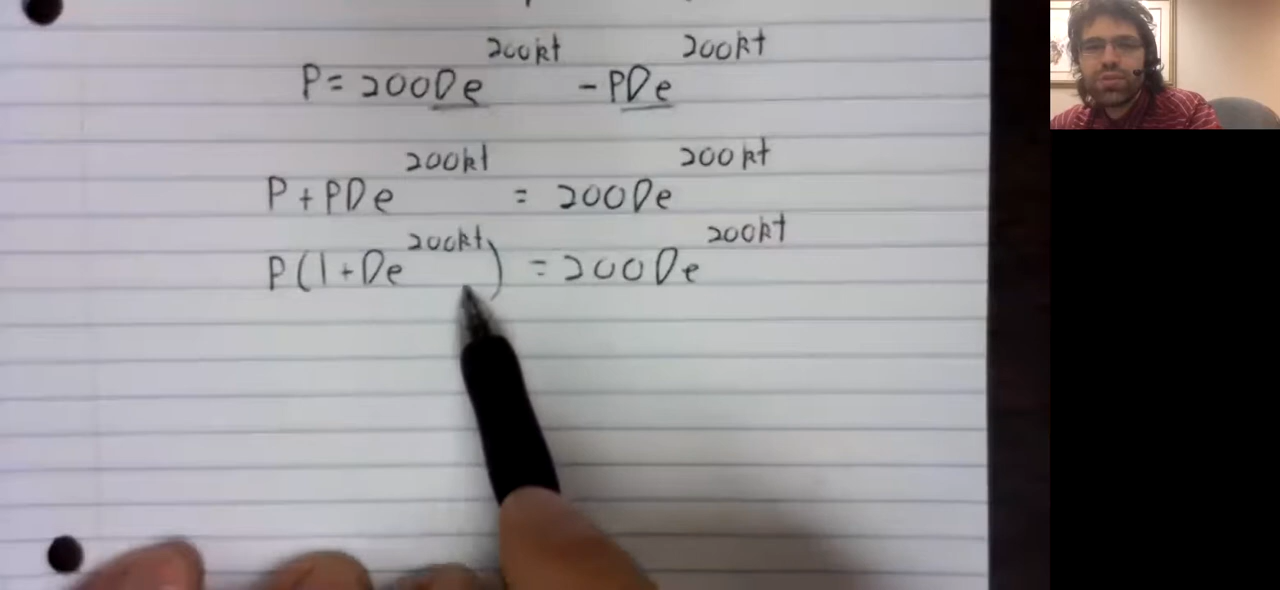 P = 200De^200kt - PDe^200kt
P + PDe^200kt = 200De^200kt
P(1 + De^200kt) = 200De^200kt